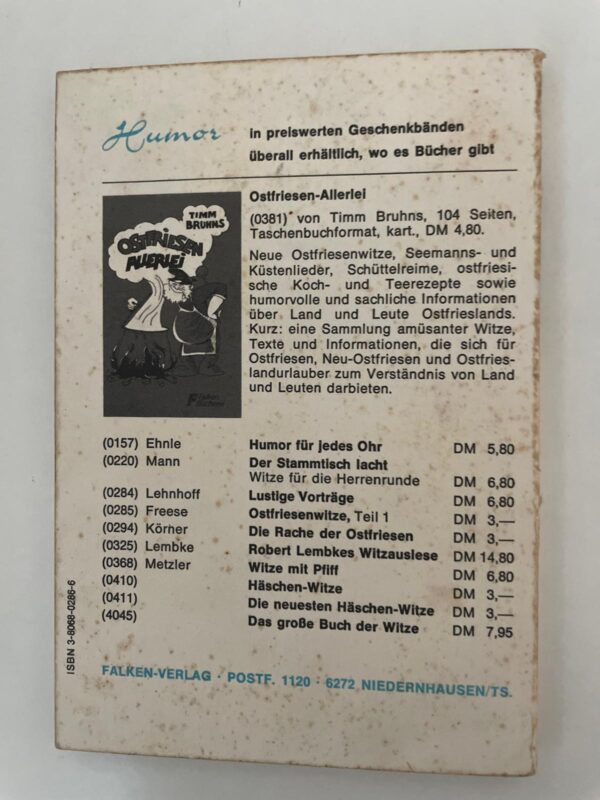 Humor
in preiswerten Geschenkbänden
überall erhältlich, wo es Bücher gibt
TIMM
BRUHNS
OSTFRIESEN
ALLERLEI
Falken
Bücherei
Ostfriesen-Allerlei
(0381) von Timm Bruhns, 104 Seiten,
Taschenbuchformat, kart., DM 4,80.
Neue Ostfriesenwitze, Seemanns- und
Küstenlieder, Schüttelreime, ostfriesi-
sche Koch- und Teerezepte sowie
humorvolle und sachliche Informationen
über Land und Leute Ostfrieslands.
Kurz: eine Sammlung amüsanter Witze,
Texte und Informationen, die sich für
Ostfriesen, Neu-Ostfriesen und Ostfries-
landurlauber zum Verständnis von Land
und Leuten darbieten.
(0157) Ehnle Humor für jedes Ohr DM 5,80
(0220) Mann Der Stammtisch lacht
Witze für die Herrenrunde DM 6,80
(0284) Lehnhoff Lustige Vorträge DM 6,80
(0285) Freese Ostfriesenwitze, Teil 1 DM 3,—
(0294) Körher Die Rache der Ostfriesen DM 3,—
(0325) Lembke Robert Lembkes Witzauslese DM 14,80
(0368) Metzler Witze mit Pfiff DM 6,80
(0410) Häschen-Witze DM 3,—
(0411) Die neuesten Häschen-Witze DM 3,—
(4045) Das große Buch der Witze DM 7,95
ISBN 3-8068-0286-6
FALKEN-VERLAG · POSTF. 1120 · 6272 NIEDERNHAUSEN/TS.